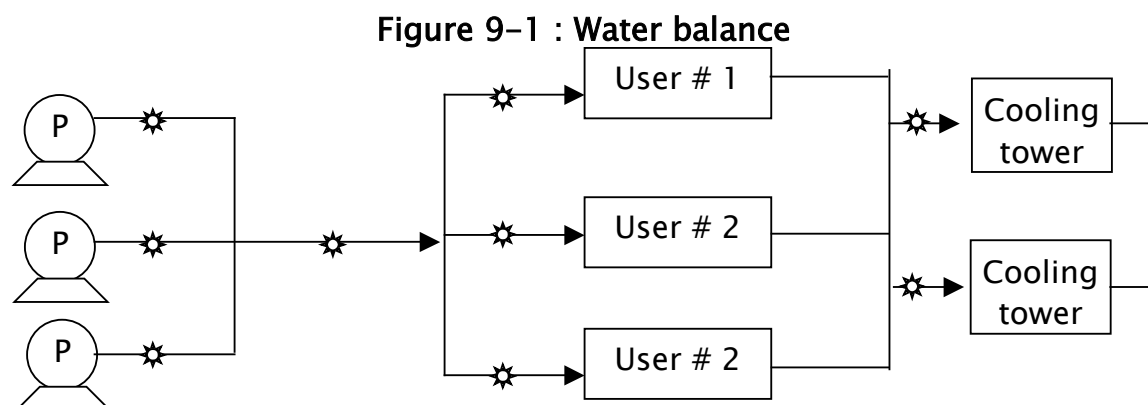 Figure 9-1 : Water balance
P
User # 1
Cooling
tower
P
User # 2
Cooling
tower
P
User # 2